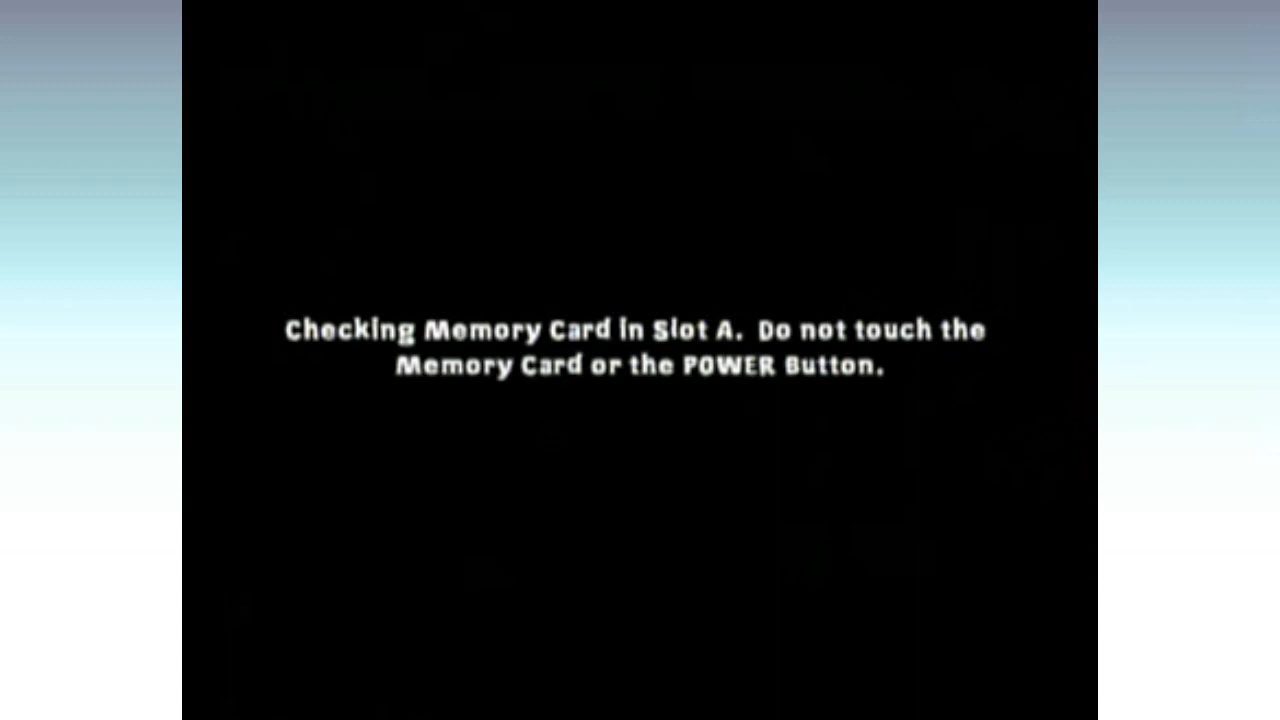 Checking Memory Card in Slot A.  Do not touch the
Memory Card or the POWER Button.